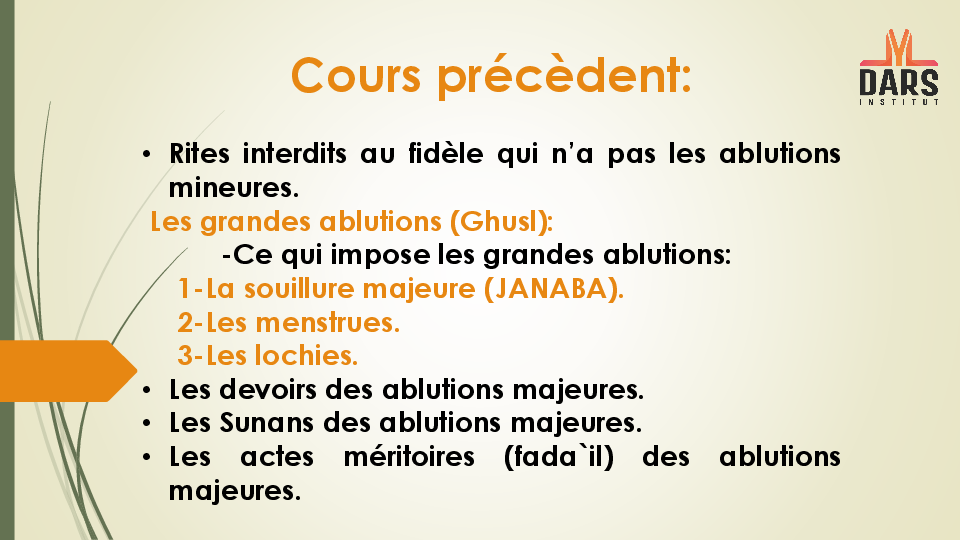 Cours précèdent:
DARS
INSTITUT
• Rites interdits au fidèle qui n’a pas les ablutions
mineures.
Les grandes ablutions (Ghusl):
-Ce qui impose les grandes ablutions:
1-La souillure majeure (JANABA).
2-Les menstrues.
3-Les lochies.
• Les devoirs des ablutions majeures.
• Les Sunans des ablutions majeures.
• Les actes méritoires (fada`il) des ablutions
majeures.